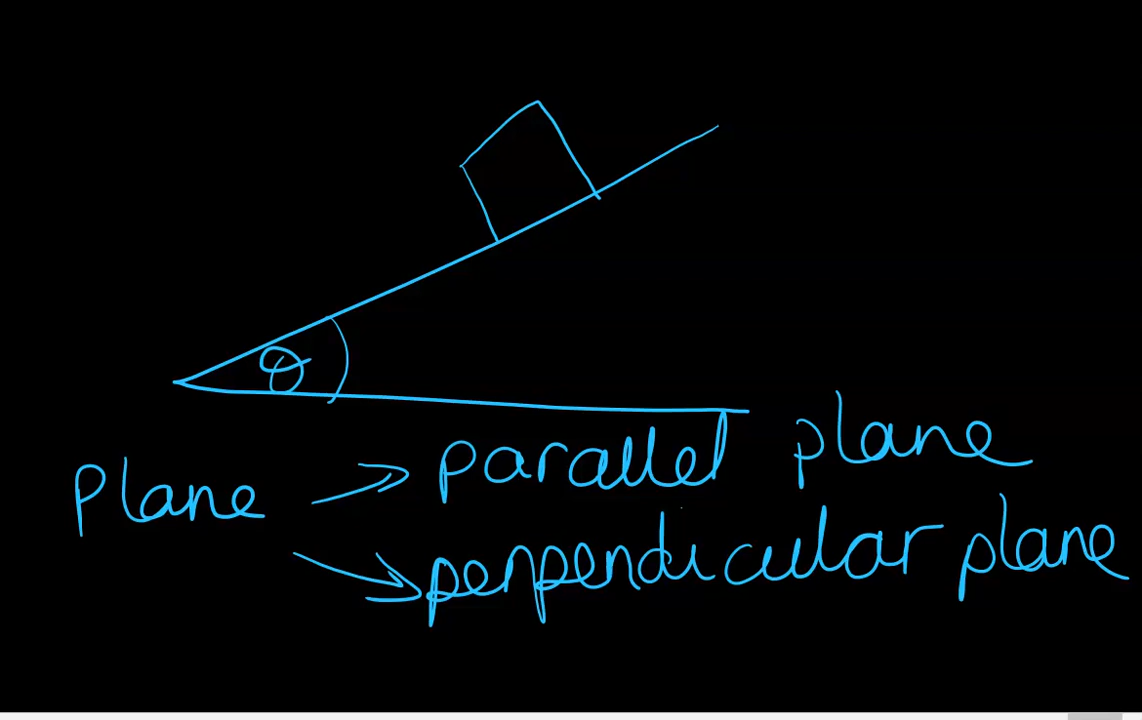 θ
Plane → parallel plane
→ perpendicular plane